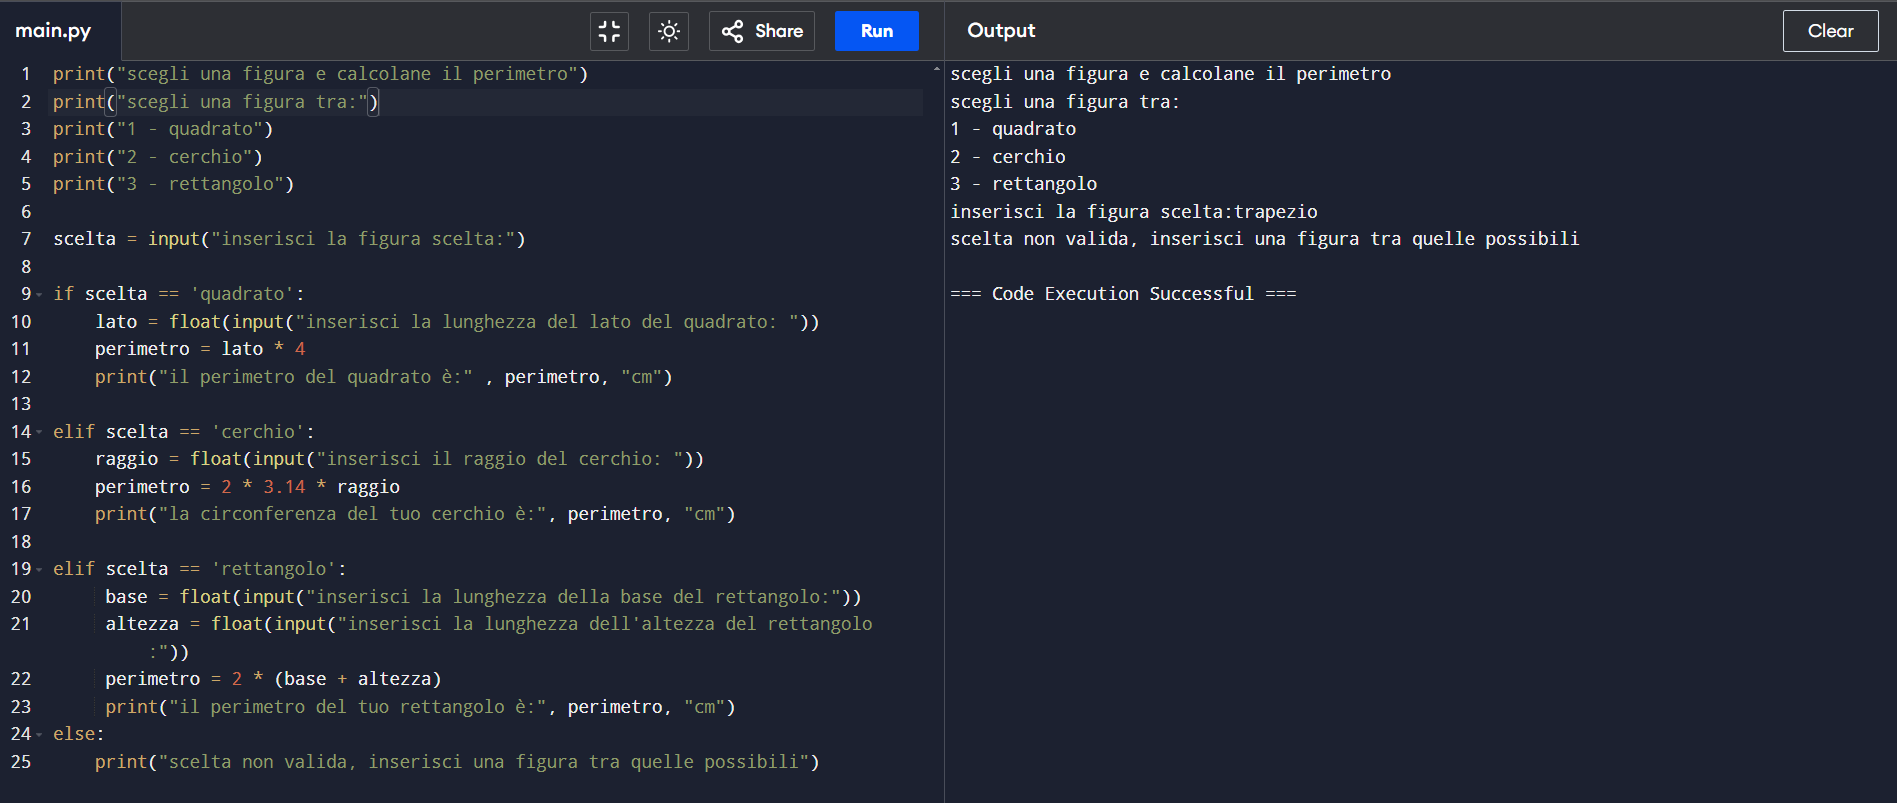 main.py
Share
Run
Output
Clear
1 print("scegli una figura e calcolane il perimetro")
2 print("scegli una figura tra:")
3 print("1 - quadrato")
4 print("2 - cerchio")
5 print("3 - rettangolo")
6
7 scelta = input("inserisci la figura scelta:")
8
9 if scelta == 'quadrato':
10     lato = float(input("inserisci la lunghezza del lato del quadrato: "))
11     perimetro = lato * 4
12     print("il perimetro del quadrato è:" , perimetro, "cm")
13
14 elif scelta == 'cerchio':
15     raggio = float(input("inserisci il raggio del cerchio: "))
16     perimetro = 2 * 3.14 * raggio
17     print("la circonferenza del tuo cerchio è:", perimetro, "cm")
18
19 elif scelta == 'rettangolo':
20      base = float(input("inserisci la lunghezza della base del rettangolo:"))
21      altezza = float(input("inserisci la lunghezza dell'altezza del rettangolo
:"))
22      perimetro = 2 * (base + altezza)
23      print("il perimetro del tuo rettangolo è:", perimetro, "cm")
24 else:
25     print("scelta non valida, inserisci una figura tra quelle possibili")
scegli una figura e calcolane il perimetro
scegli una figura tra:
1 - quadrato
2 - cerchio
3 - rettangolo
inserisci la figura scelta:trapezio
scelta non valida, inserisci una figura tra quelle possibili
=== Code Execution Successful ===